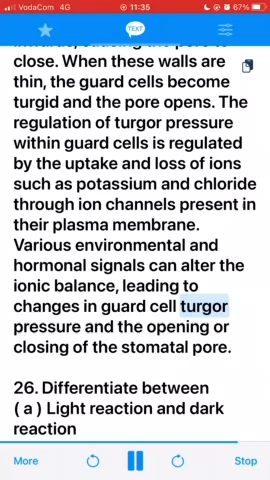 VodaCom 4G
11:35
67%
TEXT
close. When these walls are
thin, the guard cells become
turgid and the pore opens. The
regulation of turgor pressure
within guard cells is regulated
by the uptake and loss of ions
such as potassium and chloride
through ion channels present in
their plasma membrane.
Various environmental and
hormonal signals can alter the
ionic balance, leading to
changes in guard cell turgor
pressure and the opening or
closing of the stomatal pore.
26. Differentiate between
( a ) Light reaction and dark
reaction
More
Stop